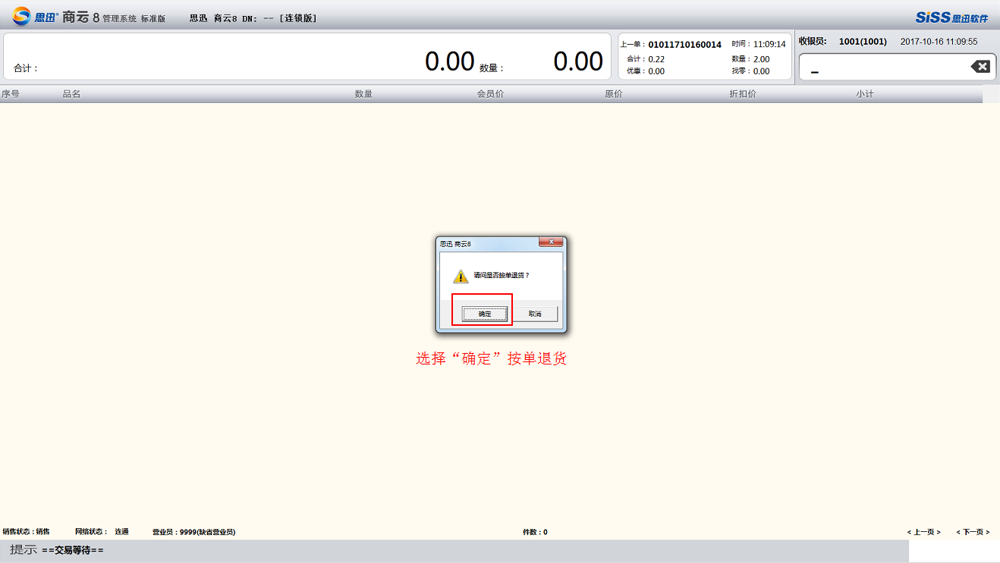 思迅® 商云 8 管理系统 标准版 思迅 商云8 DN: -- [连锁版] SiSS思迅软件
合计： 0.00 数量： 0.00
上一单：01011710160014 时间：11:09:14
合计：0.22 数量：2.00
优惠：0.00 找零：0.00
收银员: 1001(1001) 2017-10-16 11:09:55
序号 品名 数量 会员价 原价 折扣价 小计
思迅 商云8
请问是否按单退货？
确定 取消
选择“确定”按单退货
销售状态：销售 网络状态： 连通 营业员：9999(缺省营业员) 件数：0 < 上一页 > < 下一页 >
提示 ==交易等待==